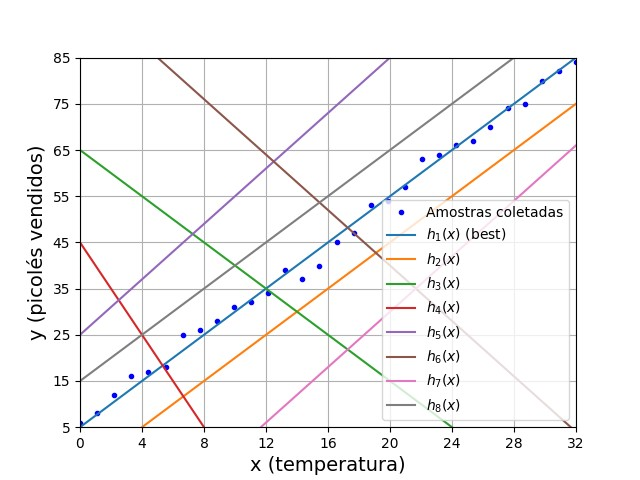 85
75
65
55
45
35
25
15
5
y (picolés vendidos)
Amostras coletadas
h₁(x) (best)
h₂(x)
h₃(x)
h₄(x)
h₅(x)
h₆(x)
h₇(x)
h₈(x)
0 4 8 12 16 20 24 28 32
x (temperatura)